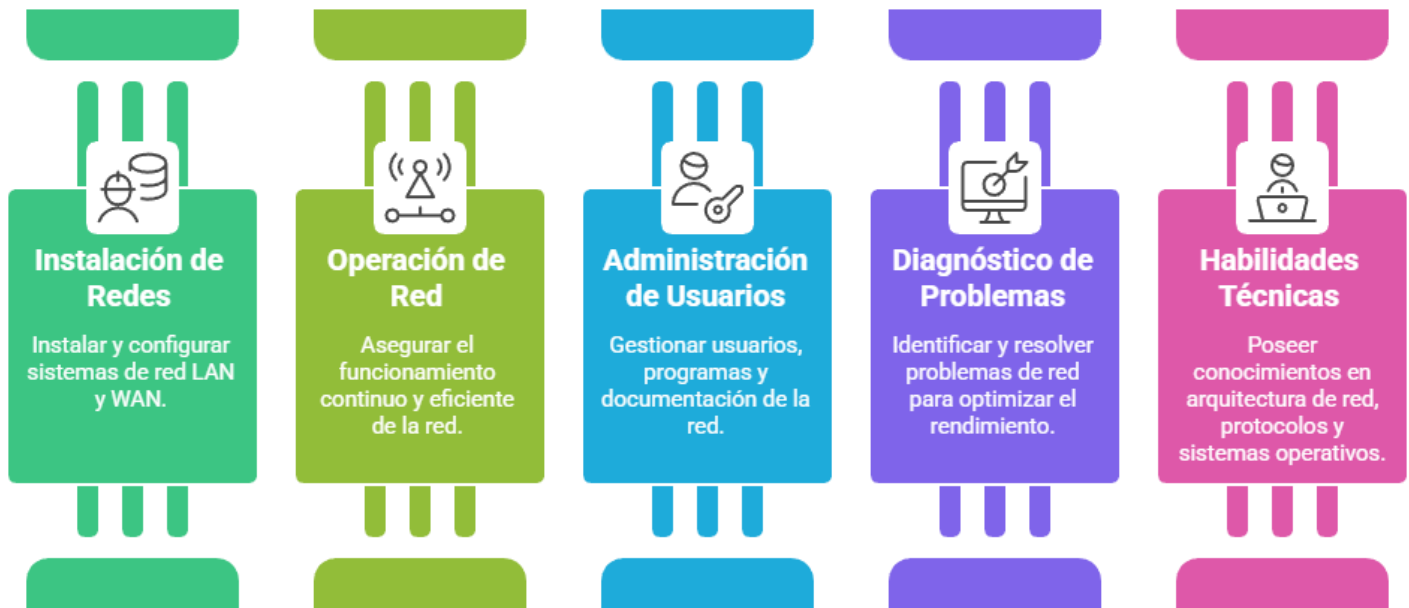 Instalación de
Redes
Instalar y configurar
sistemas de red LAN
y WAN.
Operación de
Red
Asegurar el
funcionamiento
continuo y eficiente
de la red.
Administración
de Usuarios
Gestionar usuarios,
programas y
documentación de la
red.
Diagnóstico de
Problemas
Identificar y resolver
problemas de red
para optimizar el
rendimiento.
Habilidades
Técnicas
Poseer
conocimientos en
arquitectura de red,
protocolos y
sistemas operativos.